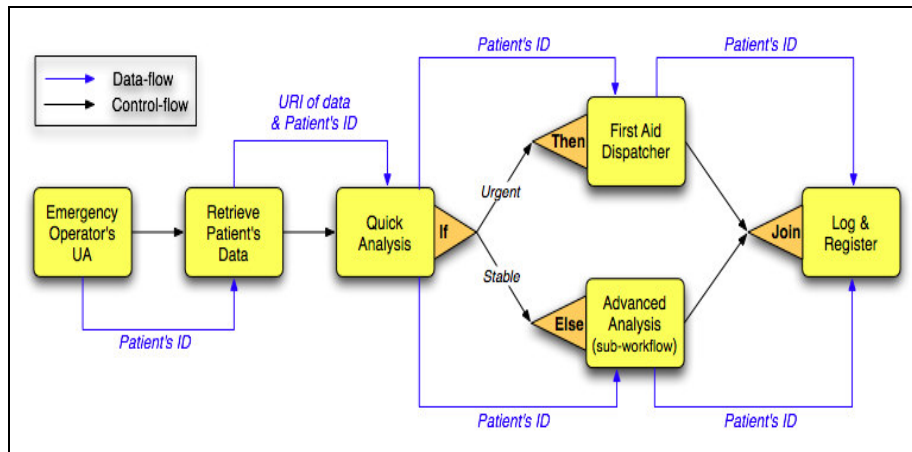 Patient's ID
Patient's ID
Data-flow
Control-flow
URI of data
& Patient's ID
Then
First Aid
Dispatcher
Urgent
Emergency
Operator's
UA
Retrieve
Patient's
Data
Quick
Analysis
If
Join
Log &
Register
Stable
Else
Advanced
Analysis
(sub-workflow)
Patient's ID
Patient's ID
Patient's ID